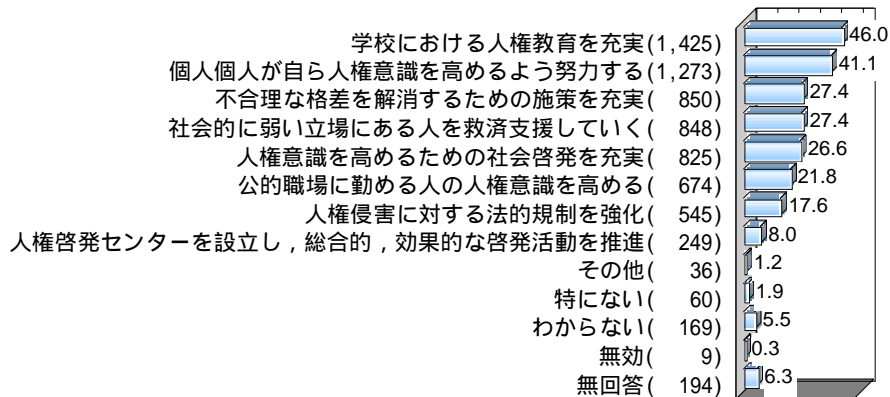 学校における人権教育を充実(1,425) 46.0
個人個人が自ら人権意識を高めるよう努力する(1,273) 41.1
不合理な格差を解消するための施策を充実( 850) 27.4
社会的に弱い立場にある人を救済支援していく( 848) 27.4
人権意識を高めるための社会啓発を充実( 825) 26.6
公的職場に勤める人の人権意識を高める( 674) 21.8
人権侵害に対する法的規制を強化( 545) 17.6
人権啓発センターを設立し，総合的，効果的な啓発活動を推進( 249) 8.0
その他( 36) 1.2
特にない( 60) 1.9
わからない( 169) 5.5
無効( 9) 0.3
無回答( 194) 6.3